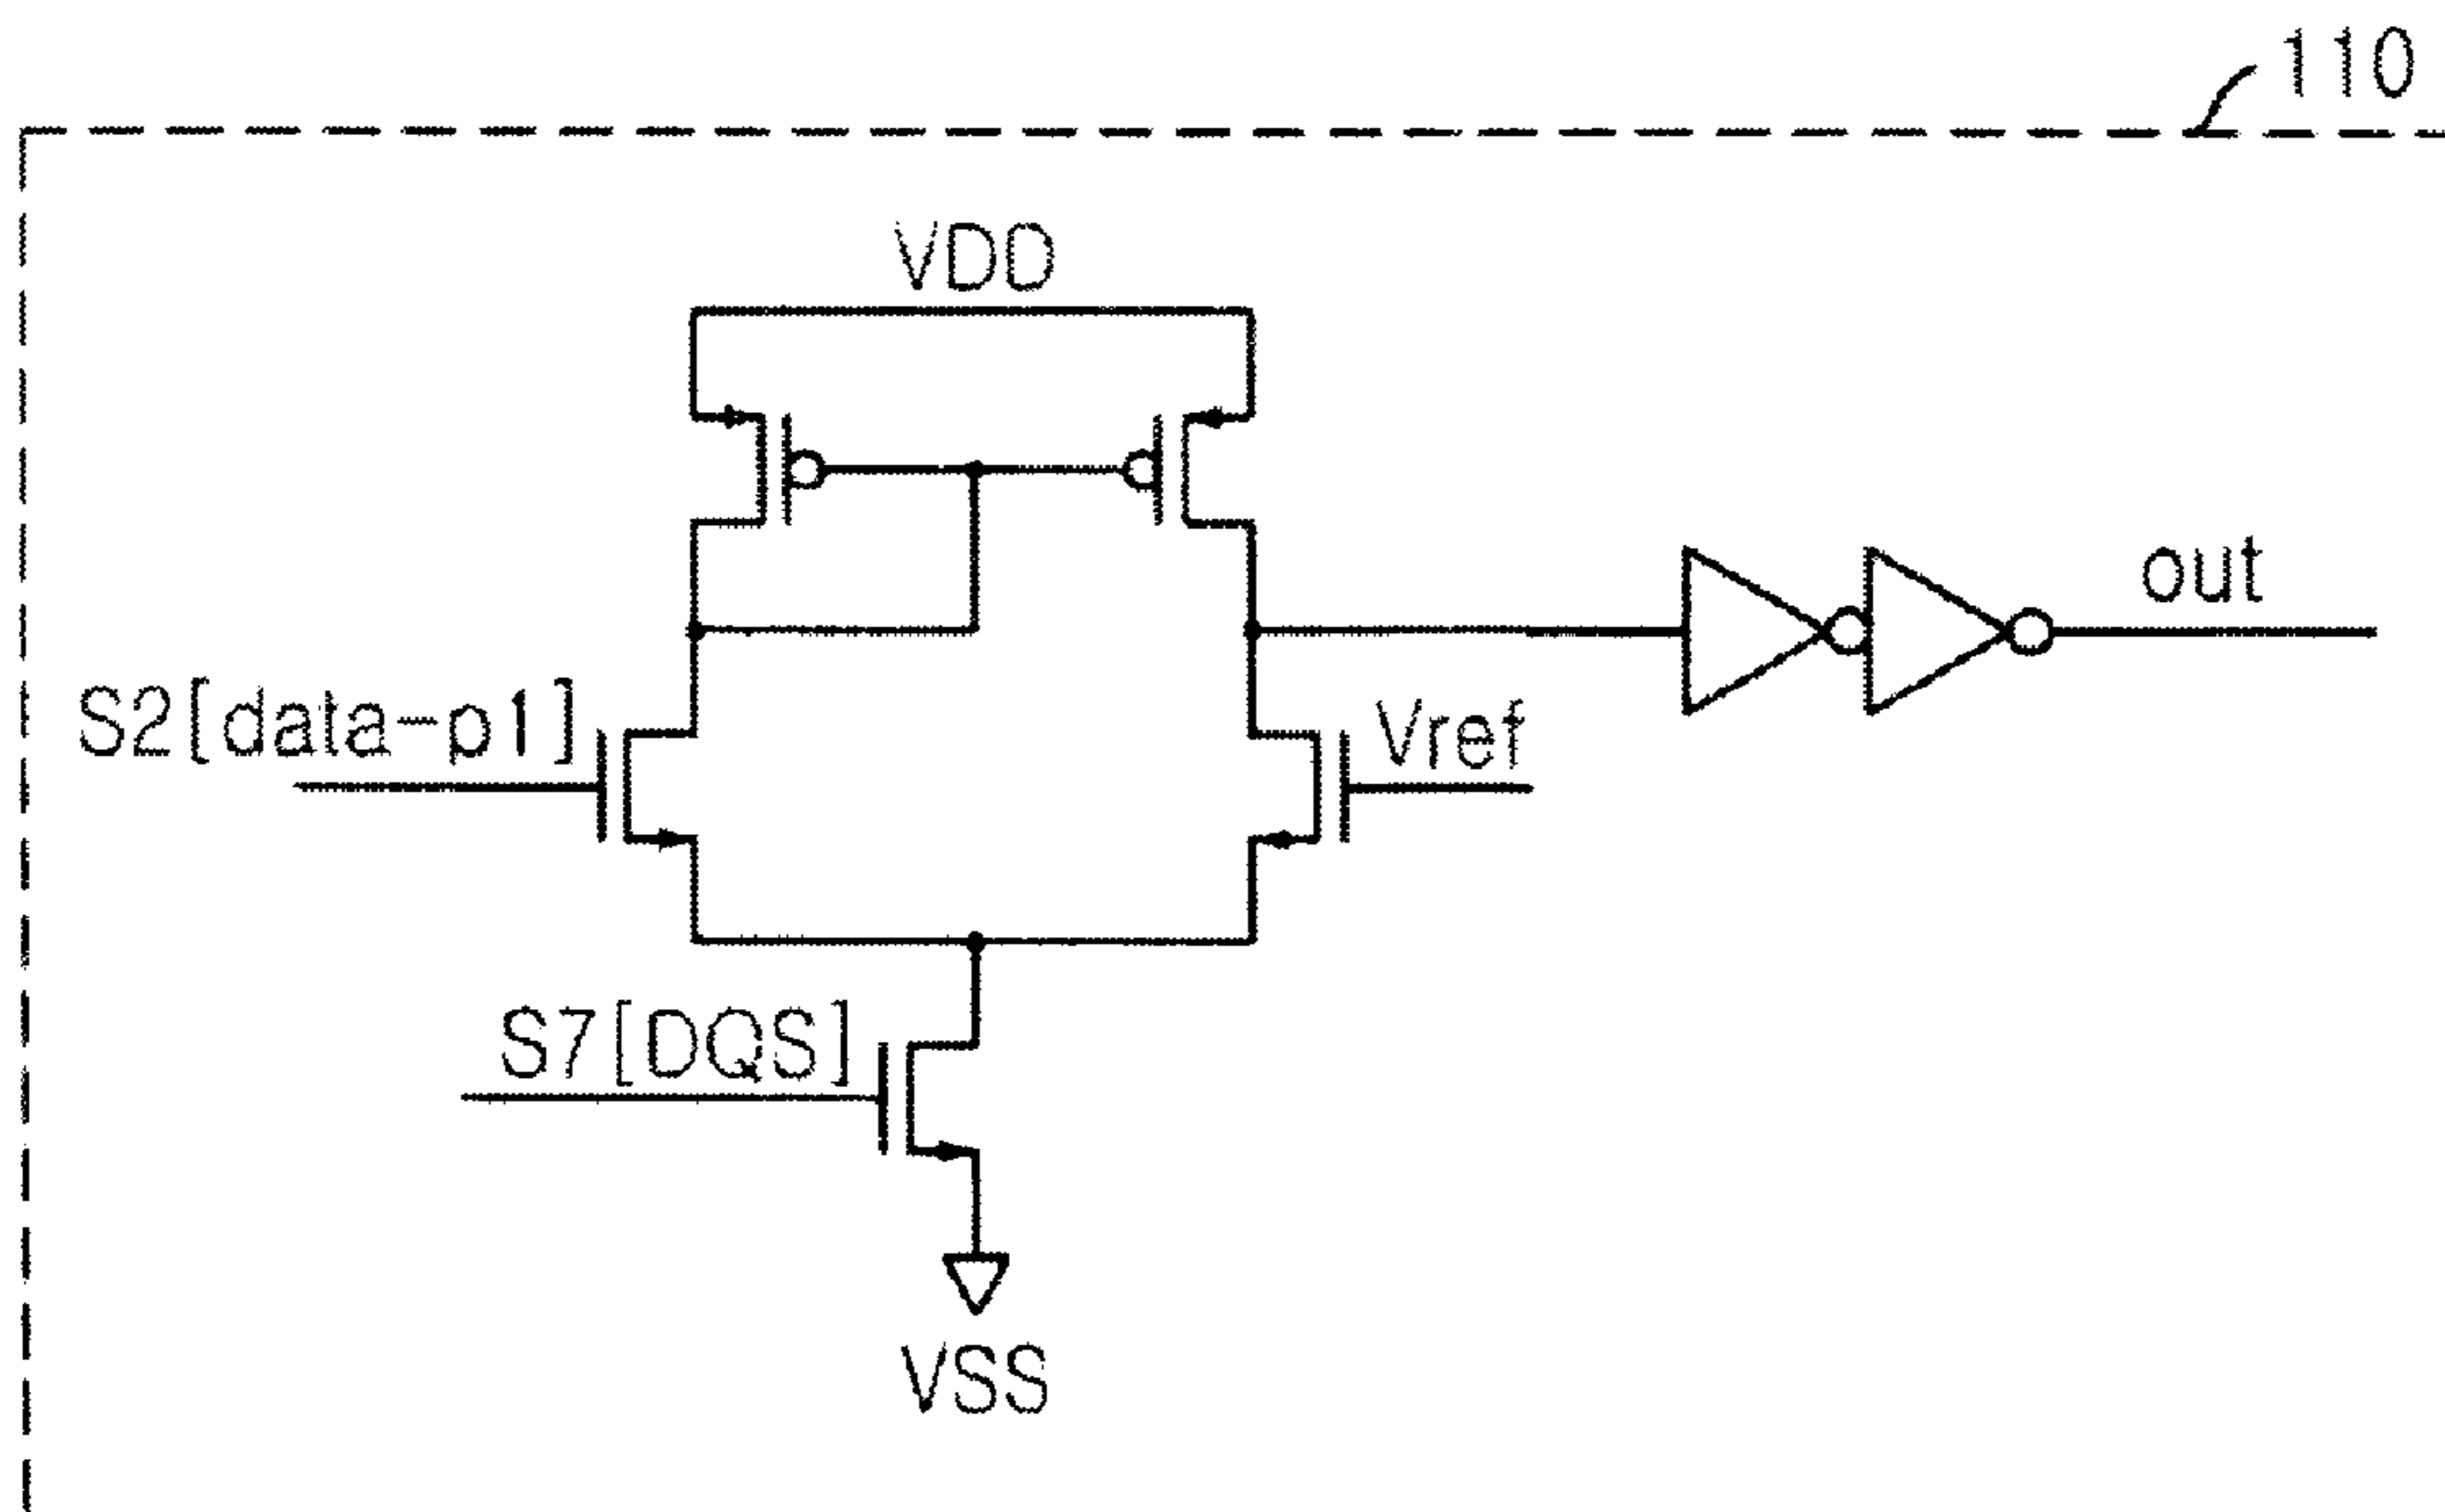 110
VDD
out
S2[data-p1]
Vref
S7[DQS]
VSS